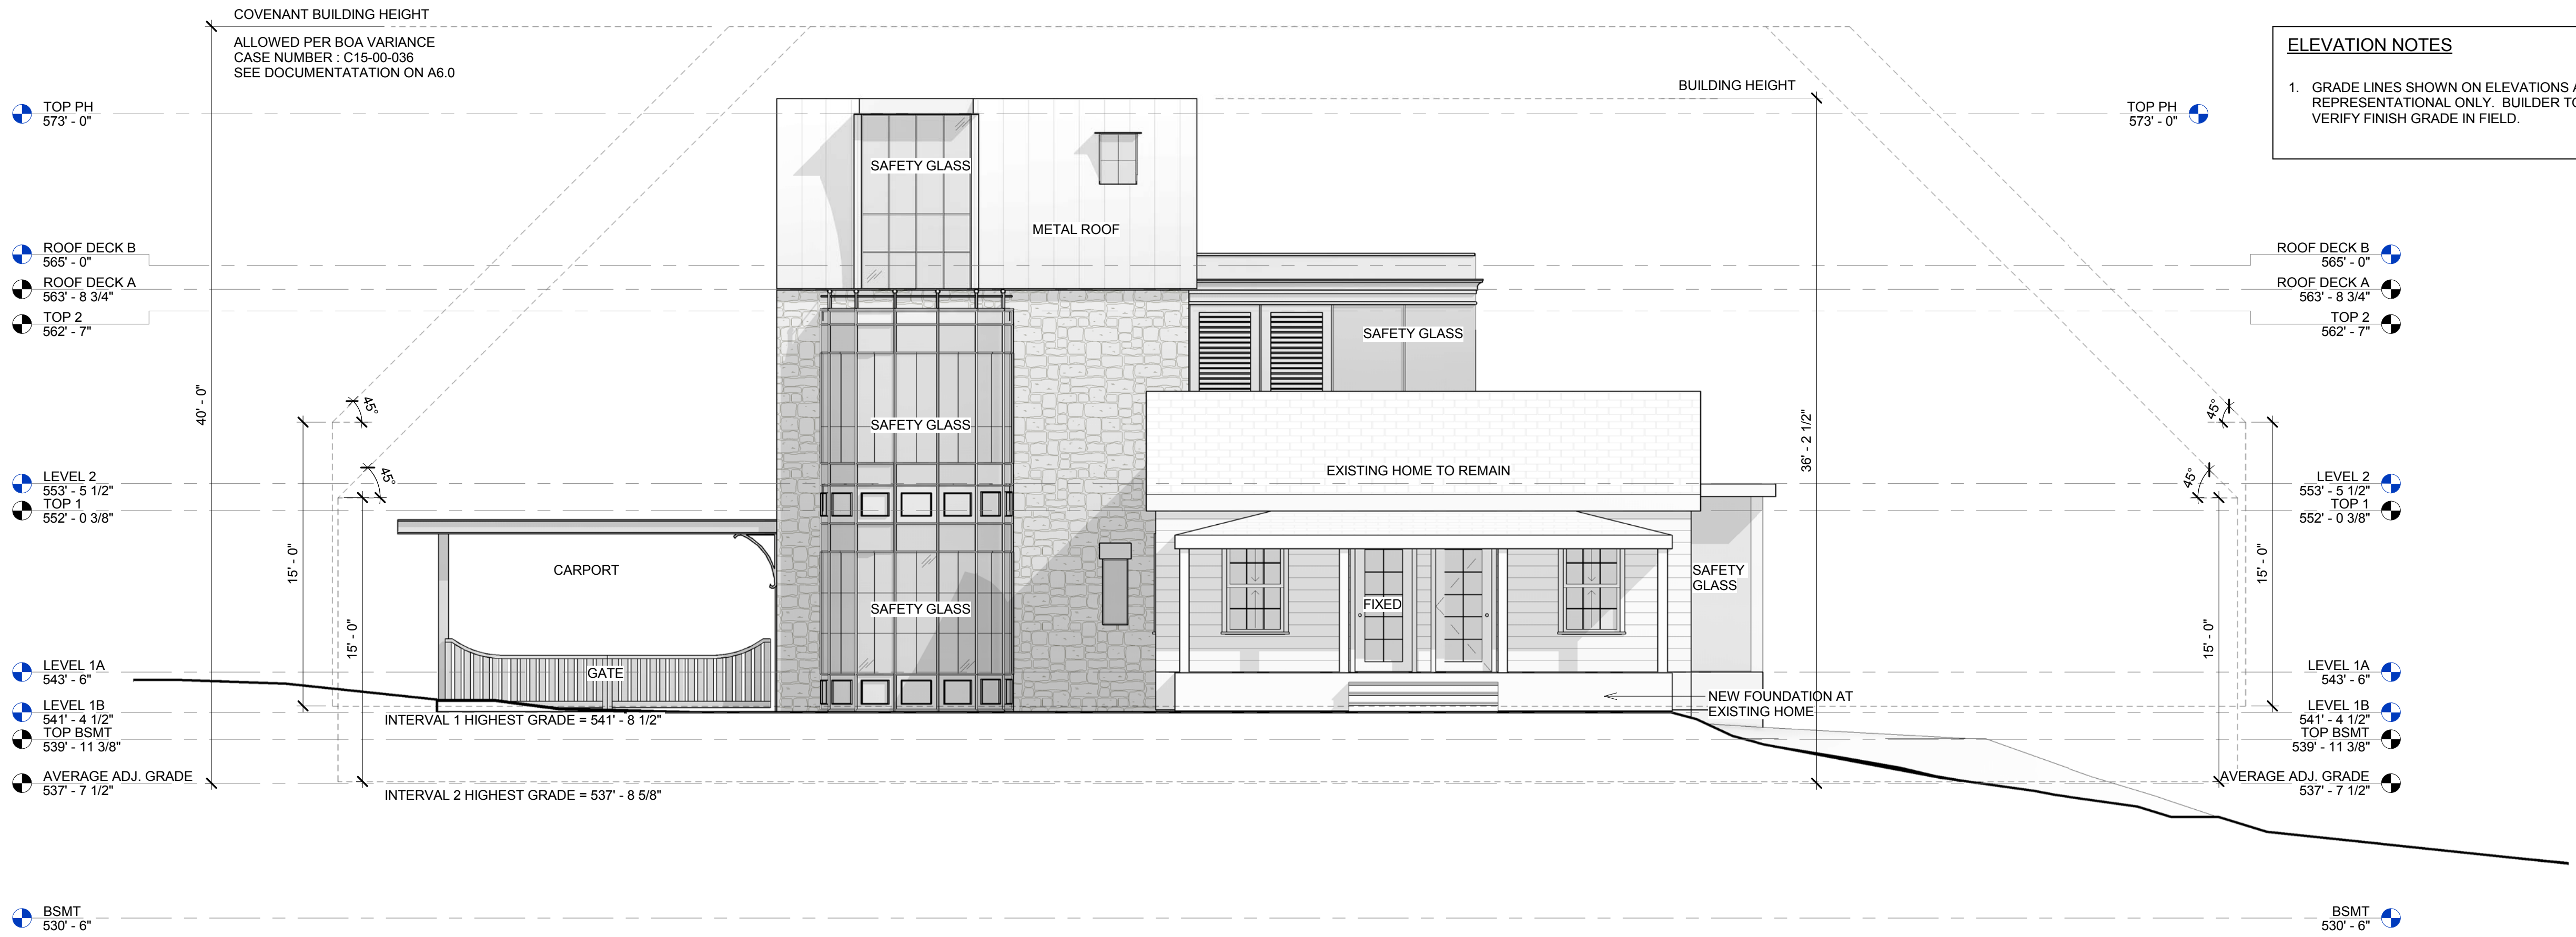 COVENANT BUILDING HEIGHT
ALLOWED PER BOA VARIANCE
CASE NUMBER : C15-00-036
SEE DOCUMENTATATION ON A6.0
ELEVATION NOTES
1. GRADE LINES SHOWN ON ELEVATIONS
REPRESENTATIONAL ONLY. BUILDER TO
VERIFY FINISH GRADE IN FIELD.
BUILDING HEIGHT
TOP PH
573' - 0"
TOP PH
573' - 0"
SAFETY GLASS
METAL ROOF
ROOF DECK B
565' - 0"
ROOF DECK A
563' - 8 3/4"
TOP 2
562' - 7"
ROOF DECK B
565' - 0"
ROOF DECK A
563' - 8 3/4"
TOP 2
562' - 7"
SAFETY GLASS
40' - 0"
45°
45°
SAFETY GLASS
36' - 2 1/2"
45°
45°
EXISTING HOME TO REMAIN
LEVEL 2
553' - 5 1/2"
TOP 1
552' - 0 3/8"
LEVEL 2
553' - 5 1/2"
TOP 1
552' - 0 3/8"
15' - 0"
15' - 0"
CARPORT
SAFETY GLASS
FIXED
SAFETY
GLASS
15' - 0"
15' - 0"
GATE
LEVEL 1A
543' - 6"
LEVEL 1B
541' - 4 1/2"
TOP BSMT
539' - 11 3/8"
AVERAGE ADJ. GRADE
537' - 7 1/2"
INTERVAL 1 HIGHEST GRADE = 541' - 8 1/2"
INTERVAL 2 HIGHEST GRADE = 537' - 8 5/8"
NEW FOUNDATION AT
EXISTING HOME
LEVEL 1A
543' - 6"
LEVEL 1B
541' - 4 1/2"
TOP BSMT
539' - 11 3/8"
AVERAGE ADJ. GRADE
537' - 7 1/2"
BSMT
530' - 6"
BSMT
530' - 6"